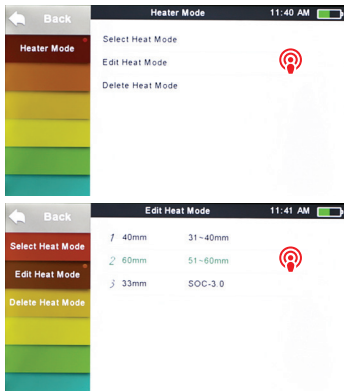 Back Heater Mode 11:40 AM
Heater Mode
Select Heat Mode
Edit Heat Mode
Delete Heat Mode
Back Edit Heat Mode 11:41 AM
Select Heat Mode
Edit Heat Mode
Delete Heat Mode
1 40mm 31~40mm
2 60mm 51~60mm
3 33mm SOC-3.0